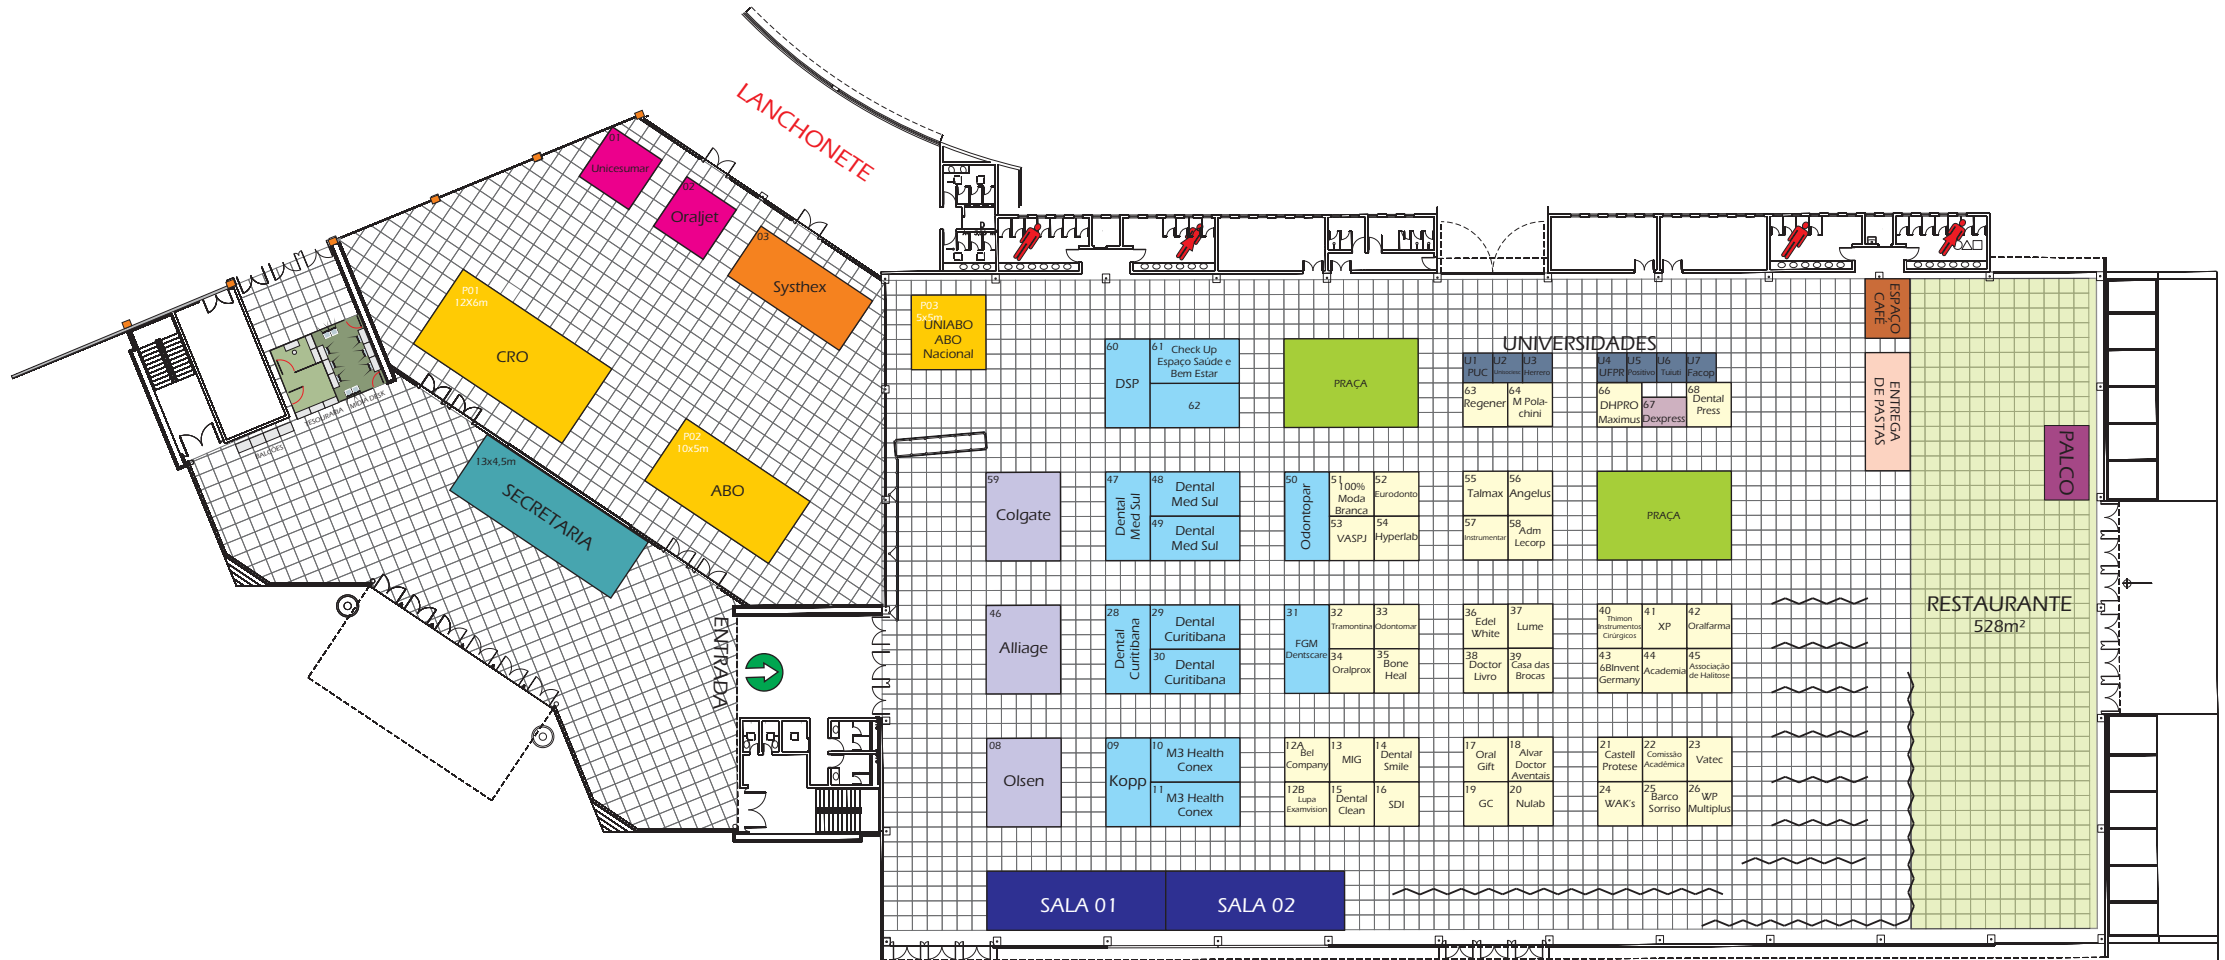 LANCHONETE
01
Unicesumar
02
Oraljet
03
Systhex
P01
12X6m
CRO
P02
10x5m
ABO
13x4,5m
SECRETARIA
TESOURARIA
MÍDIA DESK
BALCÕES
ENTRADA
P03
5x5m
UNIABO
ABO
Nacional
60
DSP
61
Check Up
Espaço Saúde e
Bem Estar
62
PRAÇA
UNIVERSIDADES
U1
PUC
U2
U3
Herrero
U4
UFPR
U5
Positivo
U6
Tuiuti
U7
Facop
63
Regener
64
M Pola-
chini
66
DHPRO
Maximus
67
Dexpress
68
Dental
Press
ESPAÇO
CAFÉ
ENTREGA
DE PASTAS
PALCO
RESTAURANTE
528m²
59
Colgate
47
Dental
Med Sul
48
Dental
Med Sul
49
Dental
Med Sul
50
Odontopar
51
100%
Moda
Branca
52
Eurodonto
53
VASPJ
54
Hyperlab
55
Talmax
56
Angelus
57
Instrumentar
58
Adm
Lecorp
PRAÇA
46
Alliage
28
Dental
Curitibana
29
Dental
Curitibana
30
Dental
Curitibana
31
FGM
Dentscare
32
Tramontina
33
Odontomar
34
Oralprox
35
Bone
Heal
36
Edel
White
37
Lume
38
Doctor
Livro
39
Casa das
Brocas
40
Thimon
Instrumentos
Cirúrgicos
41
XP
42
Oralfarma
43
6BInvent
Germany
44
Academia
45
Associação
de Halitose
08
Olsen
09
Kopp
10
M3 Health
Conex
11
M3 Health
Conex
12A
Bel
Company
13
MIG
14
Dental
Smile
12B
Lupa
Examvision
15
Dental
Clean
16
SDI
17
Oral
Gift
18
Alvar
Doctor
Aventais
19
GC
20
Nulab
21
Castell
Protese
22
Comissão
Acadêmica
23
Vatec
24
WAK's
25
Barco
Sorriso
26
WP
Multiplus
SALA 01
SALA 02